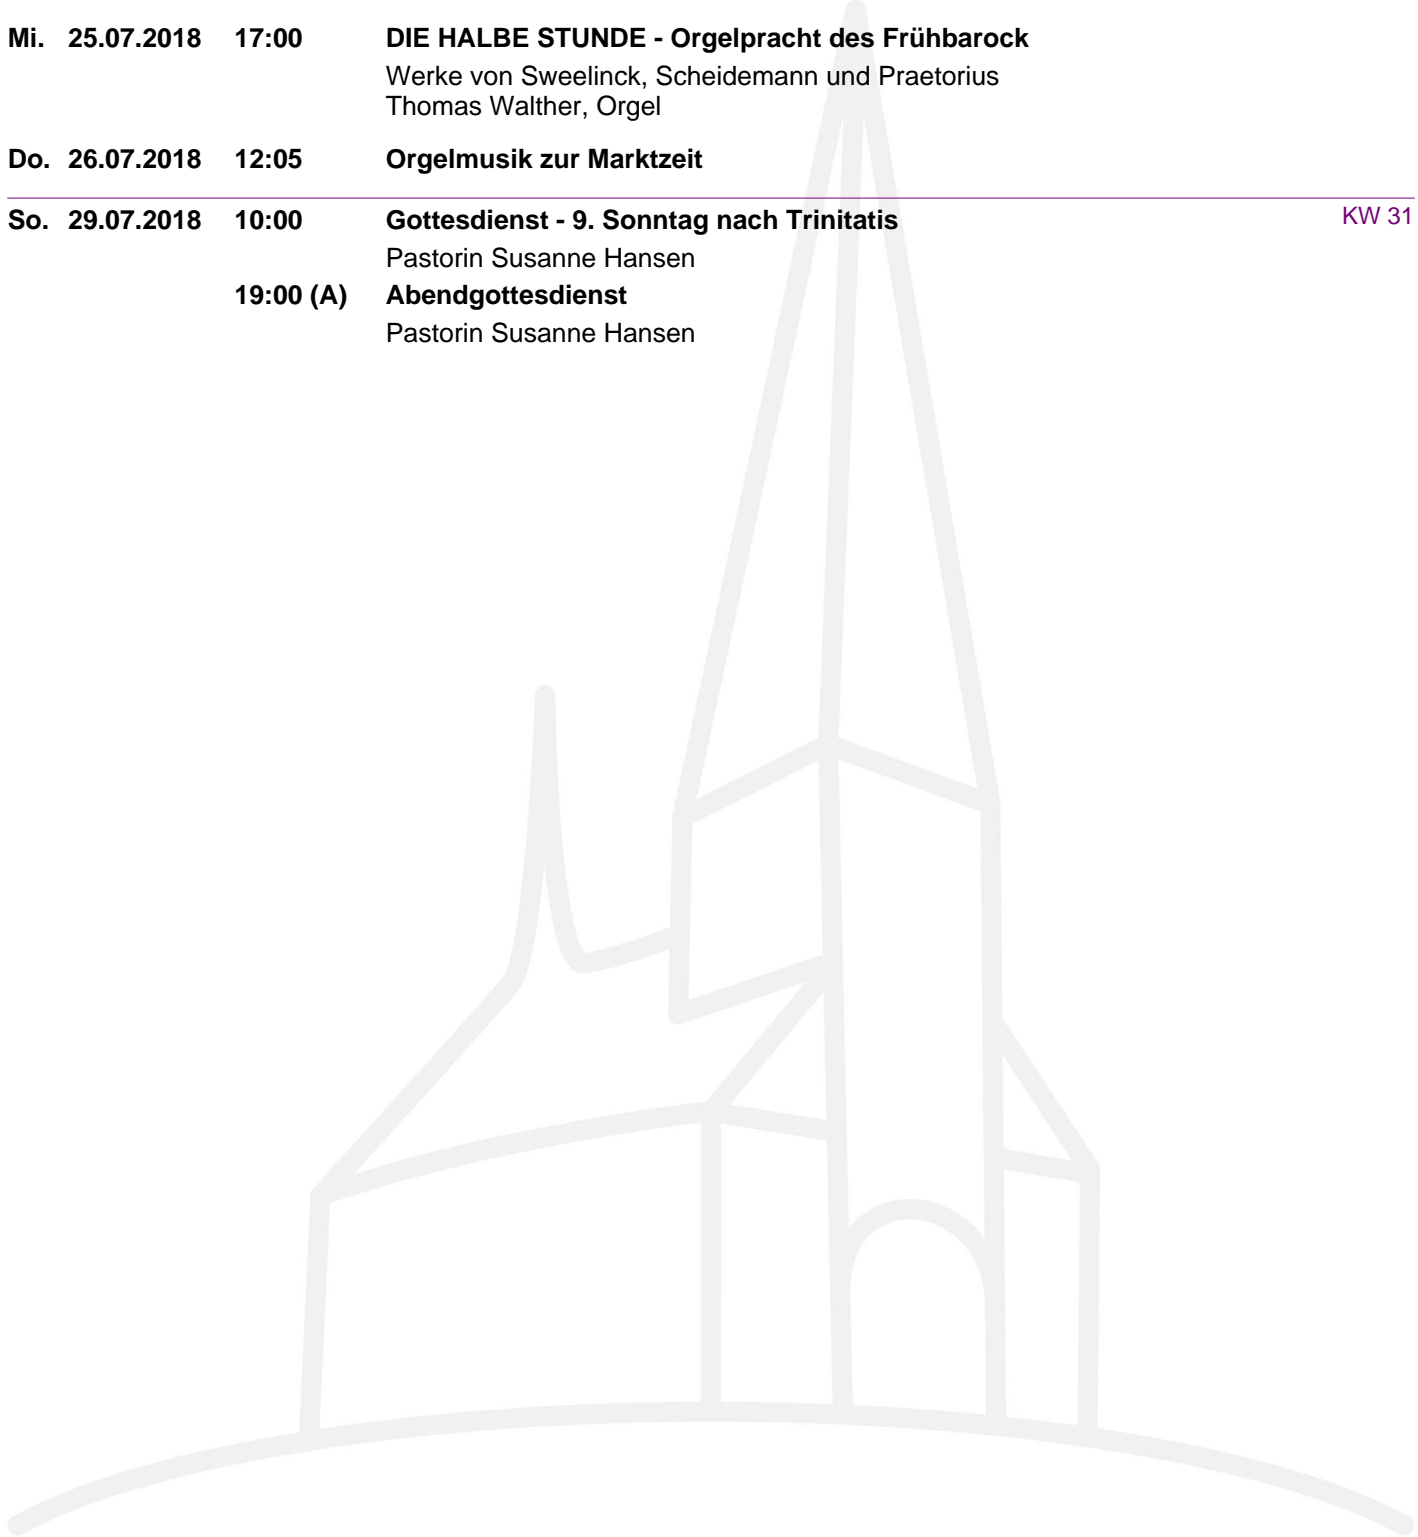 Mi. 25.07.2018 17:00 DIE HALBE STUNDE - Orgelpracht des Frühbarock
Werke von Sweelinck, Scheidemann und Praetorius
Thomas Walther, Orgel
Do. 26.07.2018 12:05 Orgelmusik zur Marktzeit
So. 29.07.2018 10:00 Gottesdienst - 9. Sonntag nach Trinitatis KW 31
Pastorin Susanne Hansen
19:00 (A) Abendgottesdienst
Pastorin Susanne Hansen